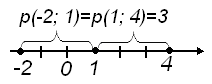 p(-2; 1)=p(1; 4)=3
-2 0 1 4